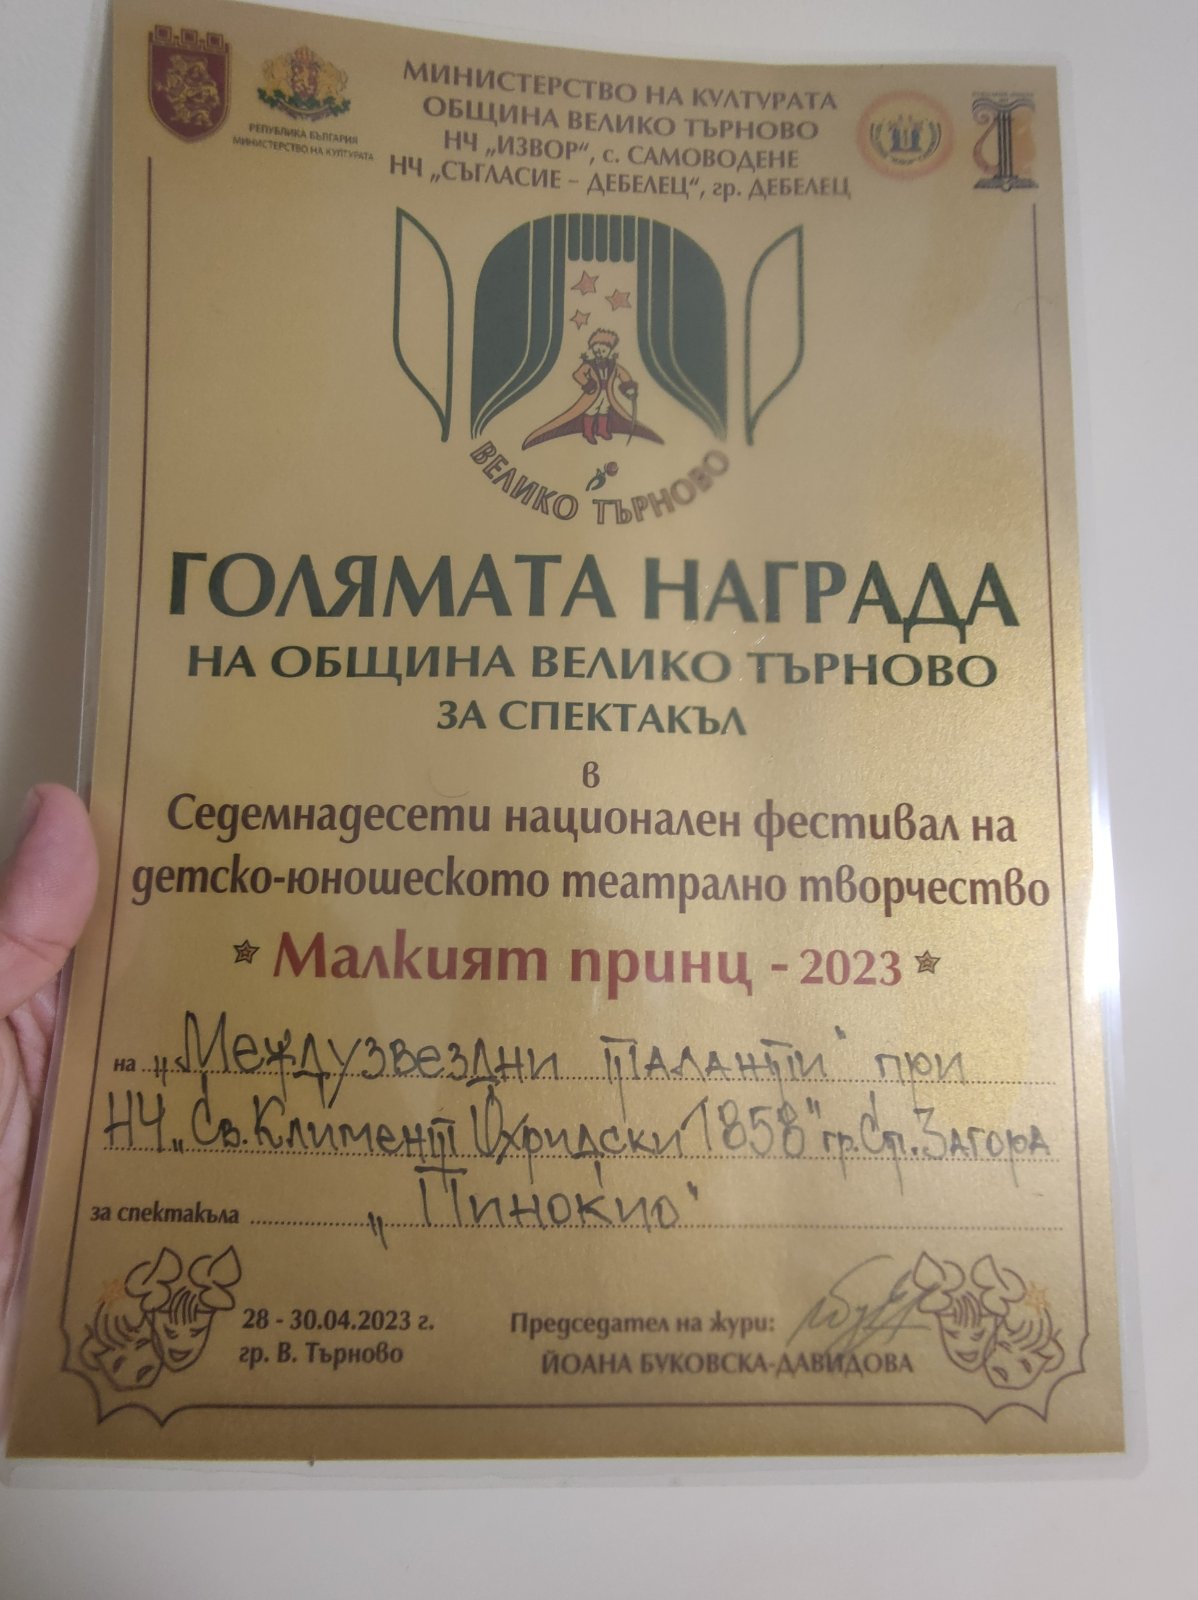 МИНИСТЕРСТВО НА КУЛТУРАТА
ОБЩИНА ВЕЛИКО ТЪРНОВО
НЧ „ИЗВОР“, с. САМОВОДЕНЕ
НЧ „СЪГЛАСИЕ – ДЕБЕЛЕЦ“, гр. ДЕБЕЛЕЦ
РЕПУБЛИКА БЪЛГАРИЯ
МИНИСТЕРСТВО НА КУЛТУРАТА
ВЕЛИКО ТЪРНОВО
ГОЛЯМАТА НАГРАДА
НА ОБЩИНА ВЕЛИКО ТЪРНОВО
ЗА СПЕКТАКЪЛ
в
Седемнадесети национален фестивал на
детско-юношеското театрално творчество
Малкият принц - 2023
на „Междузвездни таланти" при
НЧ „Св. Климент Охридски 1858" гр. Ст. Загора
за спектакъла „Пинокио"
28 - 30.04.2023 г.
гр. В. Търново
Председател на жури:
ЙОАНА БУКОВСКА-ДАВИДОВА